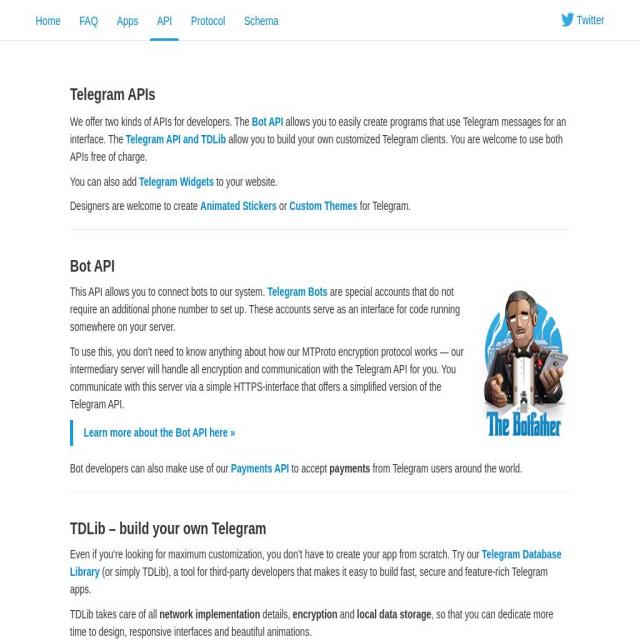 Home FAQ Apps API Protocol Schema Twitter
Telegram APIs
We offer two kinds of APIs for developers. The Bot API allows you to easily create programs that use Telegram messages for an
interface. The Telegram API and TDLib allow you to build your own customized Telegram clients. You are welcome to use both
APIs free of charge.
You can also add Telegram Widgets to your website.
Designers are welcome to create Animated Stickers or Custom Themes for Telegram.
Bot API
This API allows you to connect bots to our system. Telegram Bots are special accounts that do not
require an additional phone number to set up. These accounts serve as an interface for code running
somewhere on your server.
To use this, you don't need to know anything about how our MTProto encryption protocol works — our
intermediary server will handle all encryption and communication with the Telegram API for you. You
communicate with this server via a simple HTTPS-interface that offers a simplified version of the
Telegram API.
The Botfather
Learn more about the Bot API here »
Bot developers can also make use of our Payments API to accept payments from Telegram users around the world.
TDLib – build your own Telegram
Even if you're looking for maximum customization, you don't have to create your app from scratch. Try our Telegram Database
Library (or simply TDLib), a tool for third-party developers that makes it easy to build fast, secure and feature-rich Telegram
apps.
TDLib takes care of all network implementation details, encryption and local data storage, so that you can dedicate more
time to design, responsive interfaces and beautiful animations.